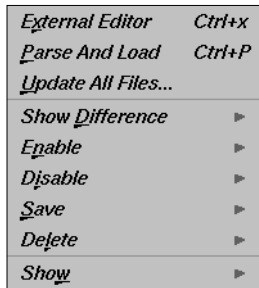 External Editor Ctrl+x
Parse And Load Ctrl+P
Update All Files...
Show Difference
Enable
Disable
Save
Delete
Show